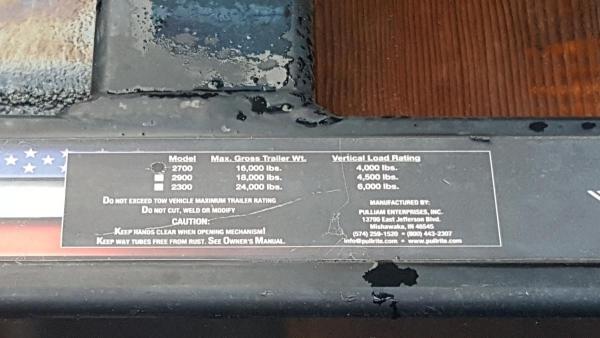 Model Max. Gross Trailer Wt. Vertical Load Rating
2700 16,000 lbs. 4,000 lbs.
2900 18,000 lbs. 4,500 lbs.
2300 24,000 lbs. 6,000 lbs.
DO NOT EXCEED TOW VEHICLE MAXIMUM TRAILER RATING
DO NOT CUT, WELD OR MODIFY
CAUTION:
KEEP HANDS CLEAR WHEN OPENING MECHANISM!
KEEP WAY TUBES FREE FROM RUST. SEE OWNER'S MANUAL.
MANUFACTURED BY:
PULLIAM ENTERPRISES, INC.
13790 East Jefferson Blvd.
Mishawaka, IN 46545
(574) 259-1520 • (800) 443-2307
info@pullrite.com • www.pullrite.com